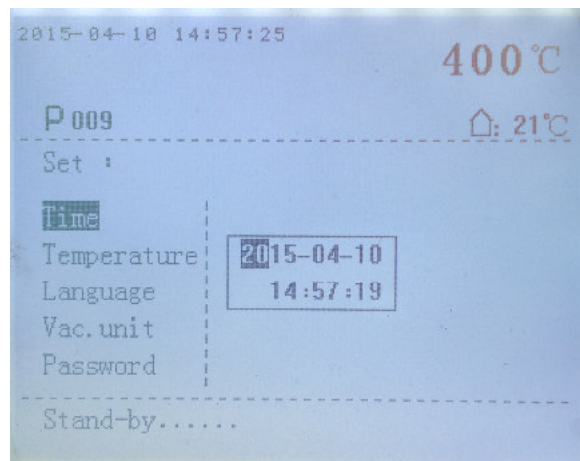 2015-04-10 14:57:25
400℃
P 009
: 21℃
Set :
Time
Temperature
2015-04-10
Language
14:57:19
Vac.unit
Password
Stand-by......